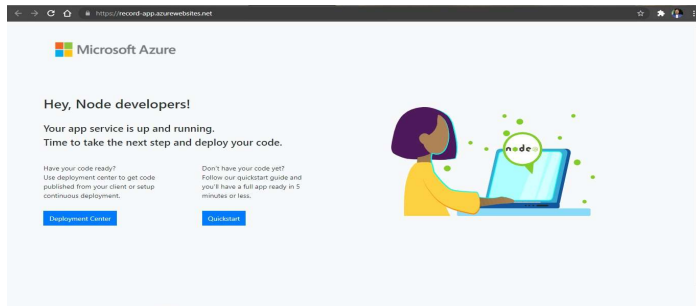 https://record-app.azurewebsites.net
Microsoft Azure
Hey, Node developers!
Your app service is up and running.
Time to take the next step and deploy your code.
Have your code ready?
Use deployment center to get code
published from your client or setup
continuous deployment.
Deployment Center
Don't have your code yet?
Follow our quickstart guide and
you'll have a full app ready in 5
minutes or less.
Quickstart
node